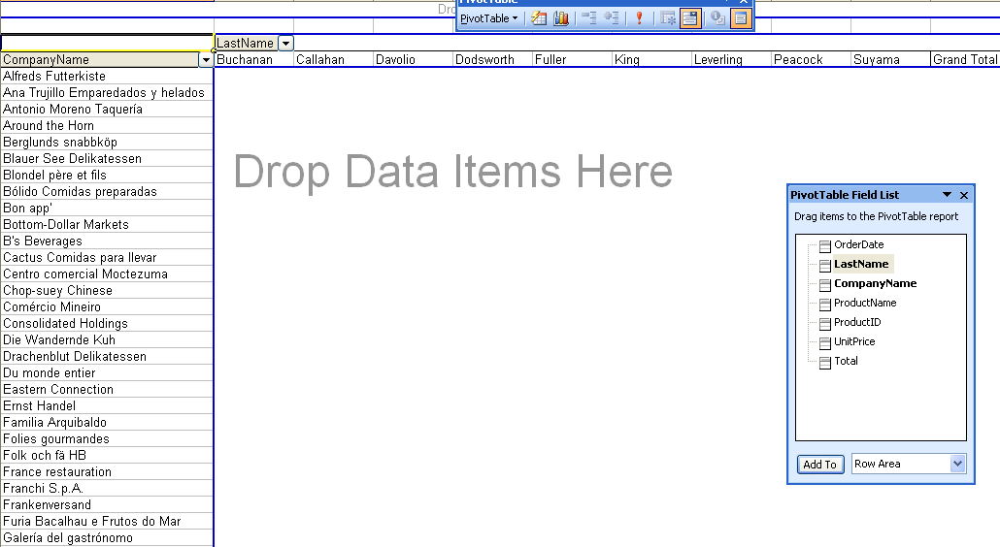 PivotTable
Dro
PivotTable
LastName
CompanyName Buchanan Callahan Davolio Dodsworth Fuller King Leverling Peacock Suyama Grand Total
Alfreds Futterkiste
Ana Trujillo Emparedados y helados
Antonio Moreno Taquería
Around the Horn
Berglunds snabbköp
Blauer See Delikatessen
Blondel père et fils
Bólido Comidas preparadas
Bon app'
Bottom-Dollar Markets
B's Beverages
Cactus Comidas para llevar
Centro comercial Moctezuma
Chop-suey Chinese
Comércio Mineiro
Consolidated Holdings
Die Wandernde Kuh
Drachenblut Delikatessen
Du monde entier
Eastern Connection
Ernst Handel
Familia Arquibaldo
Folies gourmandes
Folk och fä HB
France restauration
Franchi S.p.A.
Frankenversand
Furia Bacalhau e Frutos do Mar
Galería del gastrónomo
Drop Data Items Here
PivotTable Field List
Drag items to the PivotTable report
OrderDate
LastName
CompanyName
ProductName
ProductID
UnitPrice
Total
Add To Row Area